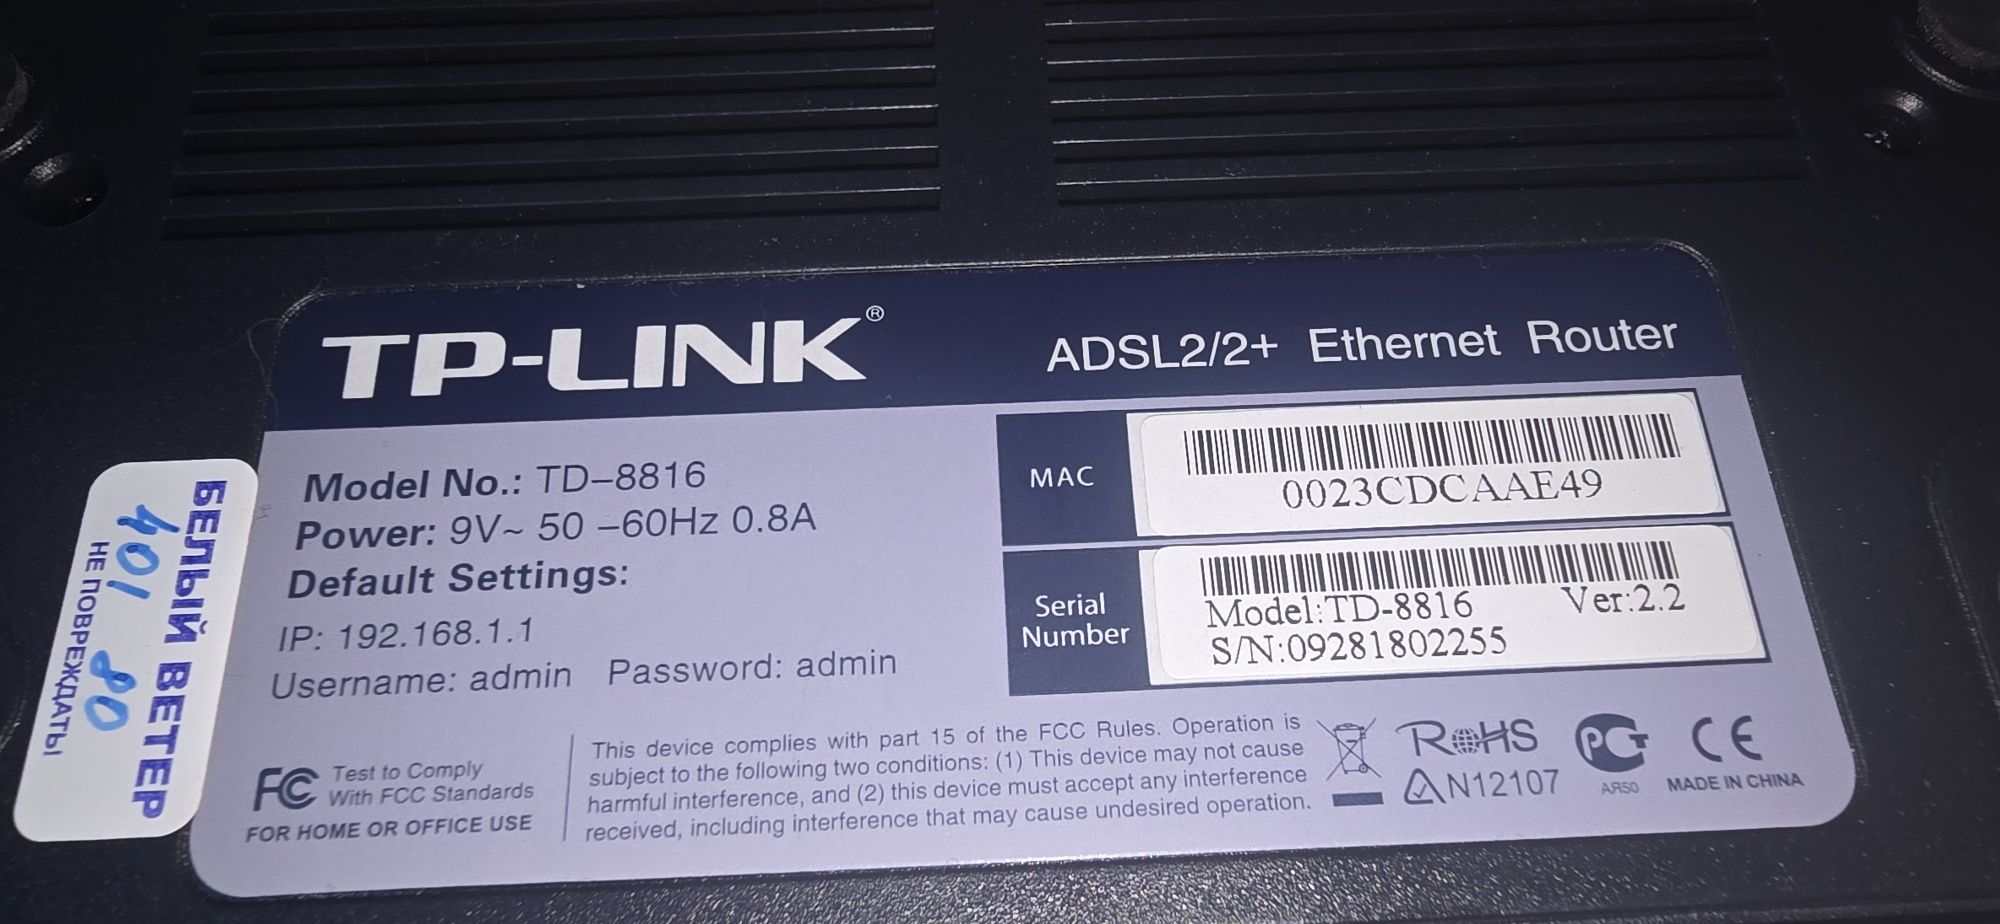 TP-LINK®
ADSL2/2+ Ethernet Router
Model No.: TD–8816
Power: 9V~ 50 –60Hz 0.8A
Default Settings:
IP: 192.168.1.1
Username: admin Password: admin
MAC
0023CDCAAE49
Serial
Number
Model:TD-8816 Ver:2.2
S/N:09281802255
FC Test to Comply
With FCC Standards
FOR HOME OR OFFICE USE
This device complies with part 15 of the FCC Rules. Operation is
subject to the following two conditions: (1) This device may not cause
harmful interference, and (2) this device must accept any interference
received, including interference that may cause undesired operation.
RoHS
N12107
РСТ
АЯ50
CE
MADE IN CHINA
БЕЛЫЙ ВЕТЕР
401 80
НЕ ПОВРЕЖДАТЬ!